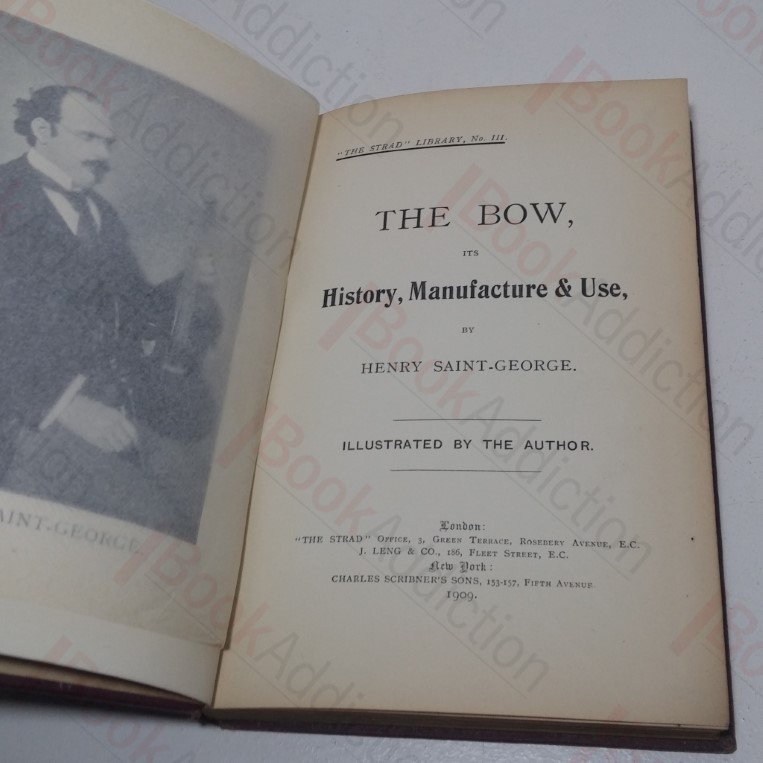 SAINT-GEORGE.
"THE STRAD" LIBRARY, No. III.
THE BOW,
ITS
History, Manufacture & Use,
BY
HENRY SAINT-GEORGE.
ILLUSTRATED BY THE AUTHOR.
London:
"THE STRAD" OFFICE, 3, GREEN TERRACE, ROSEBERY AVENUE, E.C.
J. LENG & CO., 186, FLEET STREET, E.C.
New York:
CHARLES SCRIBNER'S SONS, 153-157, FIFTH AVENUE
1909.
BookAddiction